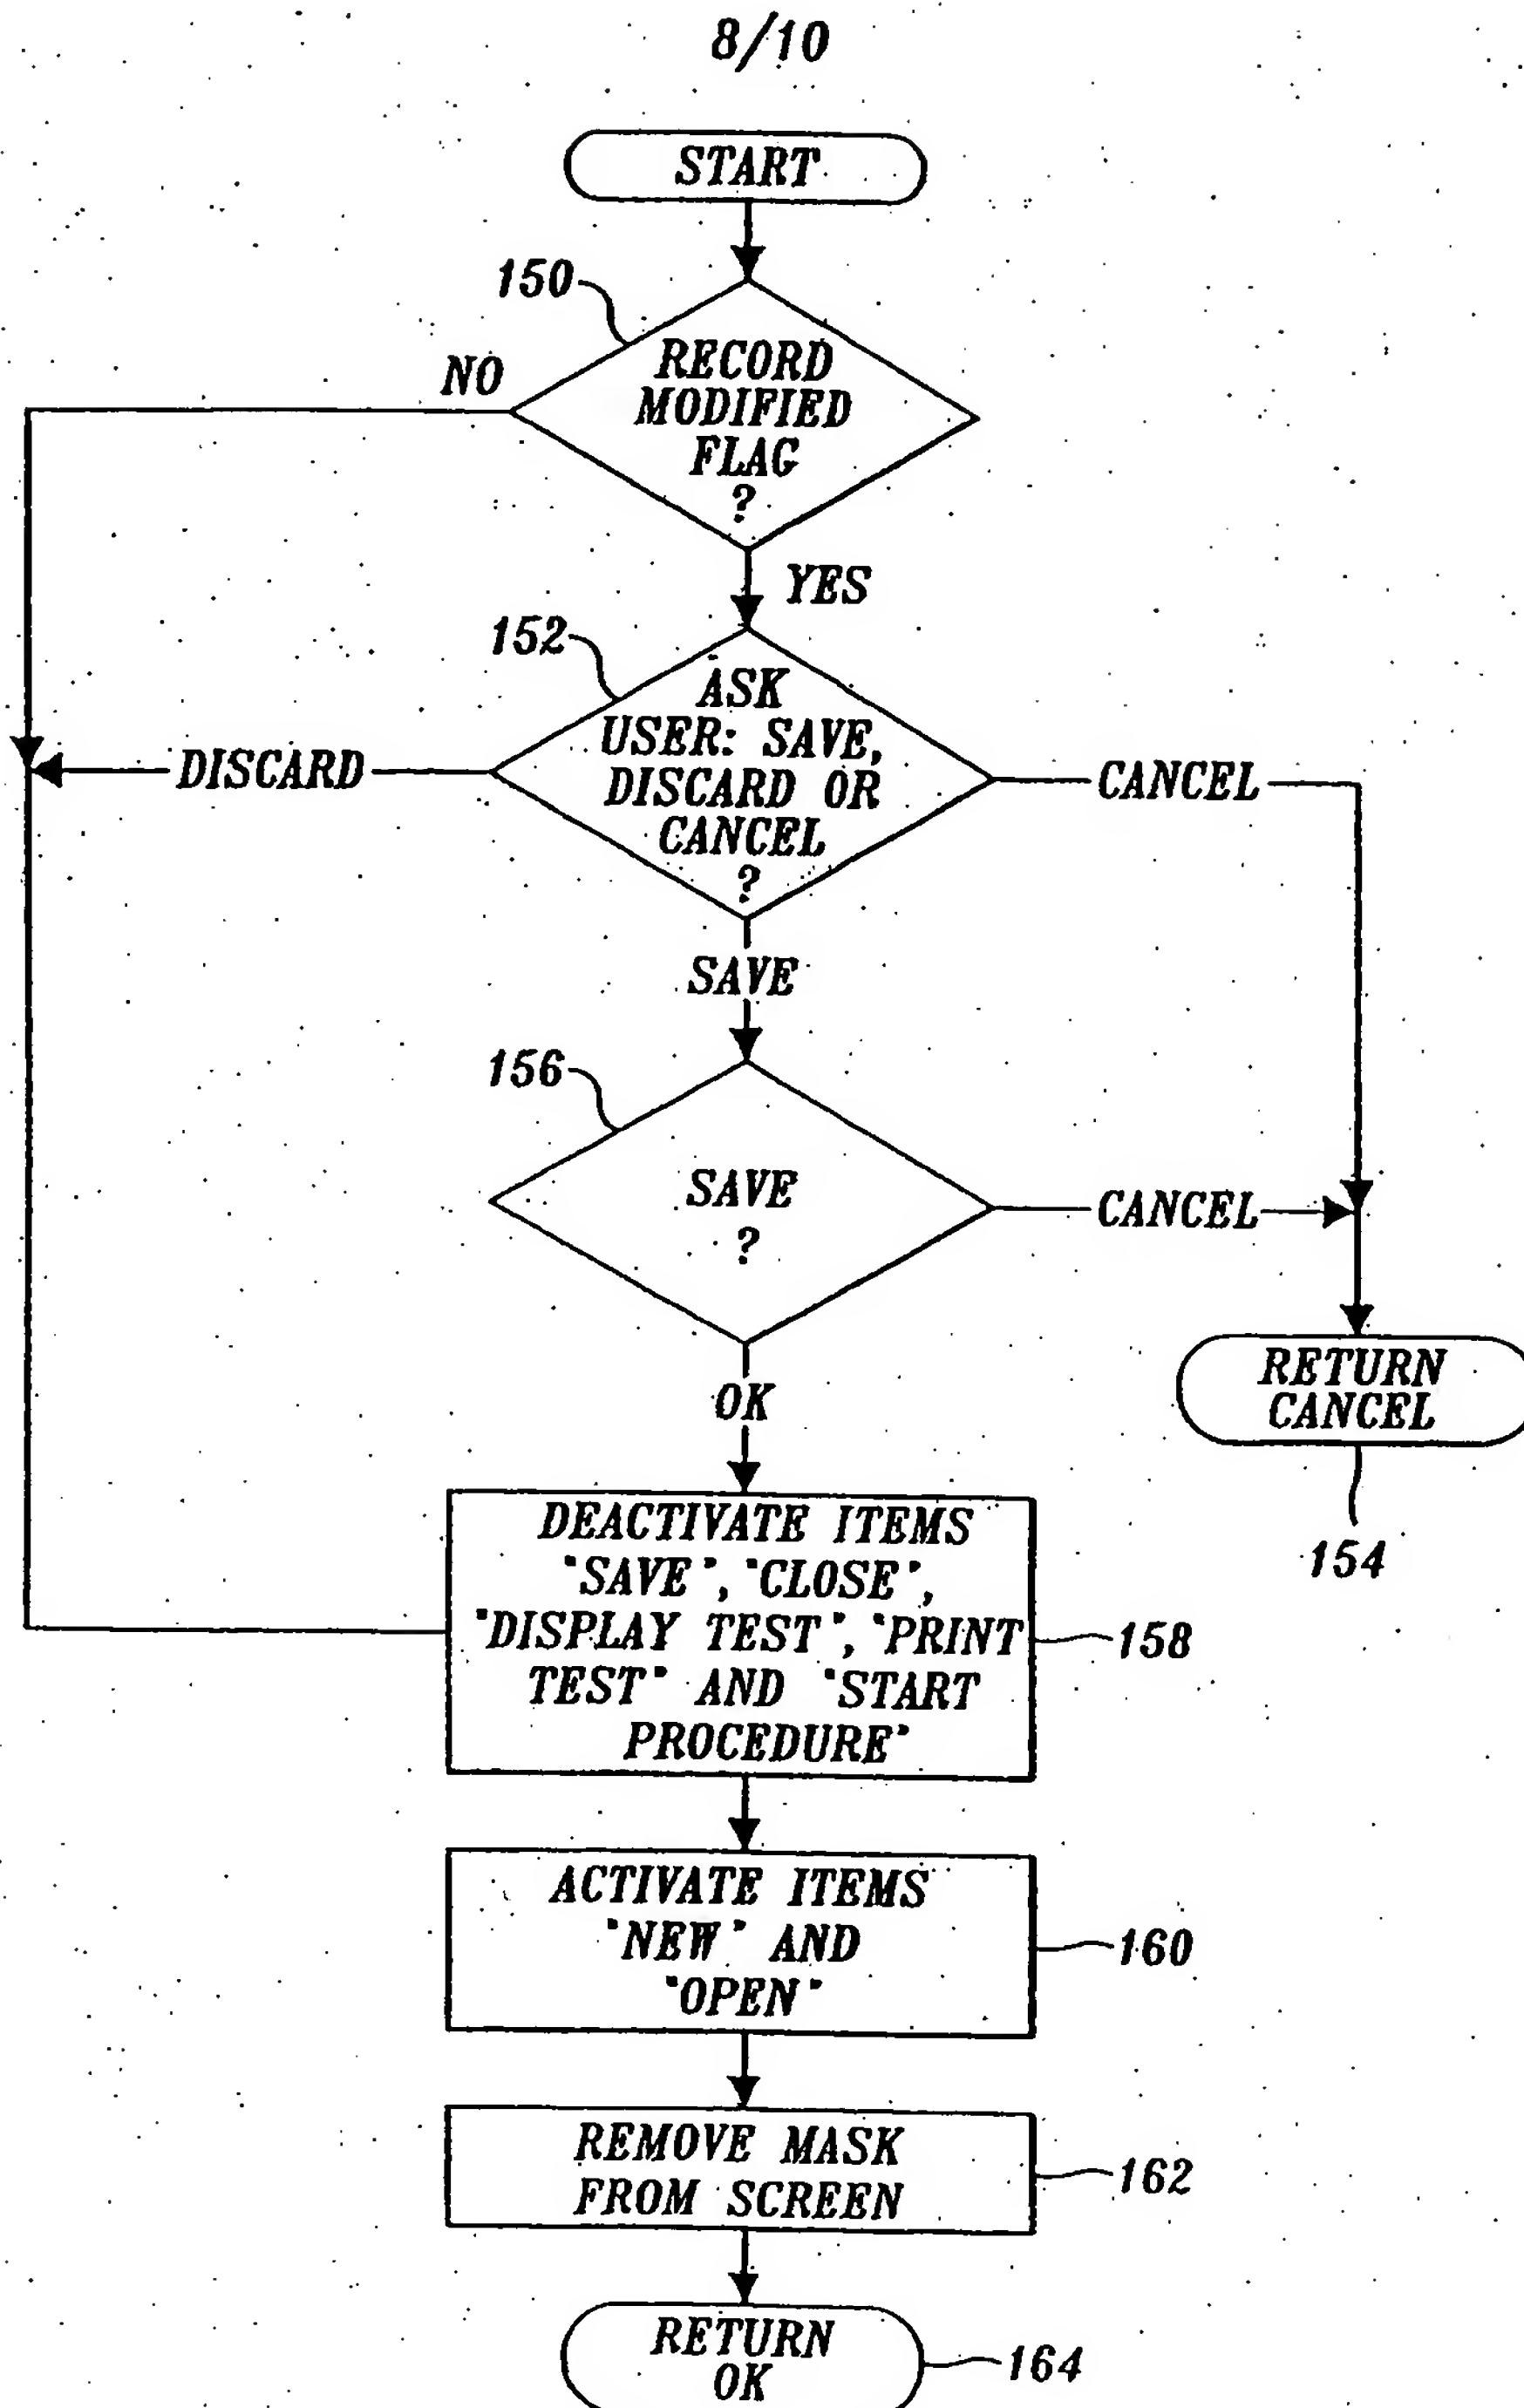 8/10
START
150
NO
RECORD
MODIFIED
FLAG
?
YES
152
ASK
USER: SAVE,
DISCARD OR
CANCEL
?
DISCARD
CANCEL
SAVE
156
SAVE
?
CANCEL
OK
RETURN
CANCEL
154
DEACTIVATE ITEMS
"SAVE", "CLOSE",
"DISPLAY TEST", "PRINT
TEST" AND "START
PROCEDURE"
158
ACTIVATE ITEMS
"NEW" AND
"OPEN"
160
REMOVE MASK
FROM SCREEN
162
RETURN
OK
164